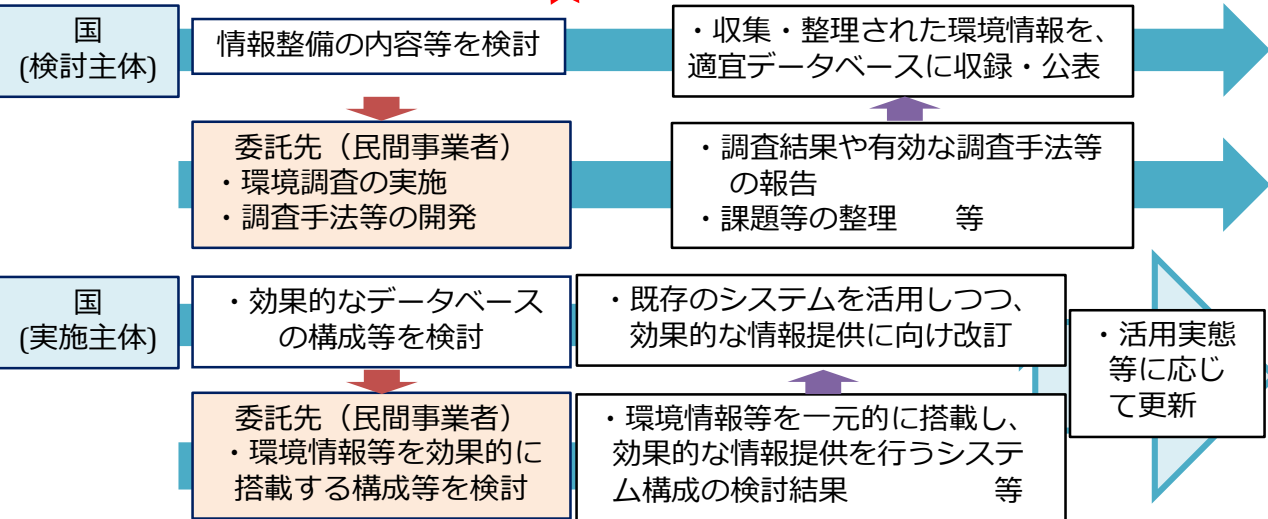 国
(検討主体)
情報整備の内容等を検討
・収集・整理された環境情報を、
適宜データベースに収録・公表
委託先（民間事業者）
・環境調査の実施
・調査手法等の開発
・調査結果や有効な調査手法等
の報告
・課題等の整理　　等
国
(実施主体)
・効果的なデータベース
の構成等を検討
・既存のシステムを活用しつつ、
効果的な情報提供に向け改訂
・活用実態
等に応じ
て更新
委託先（民間事業者）
・環境情報等を効果的に
搭載する構成等を検討
・環境情報等を一元的に搭載し、
効果的な情報提供を行うシステ
ム構成の検討結果　　　　等